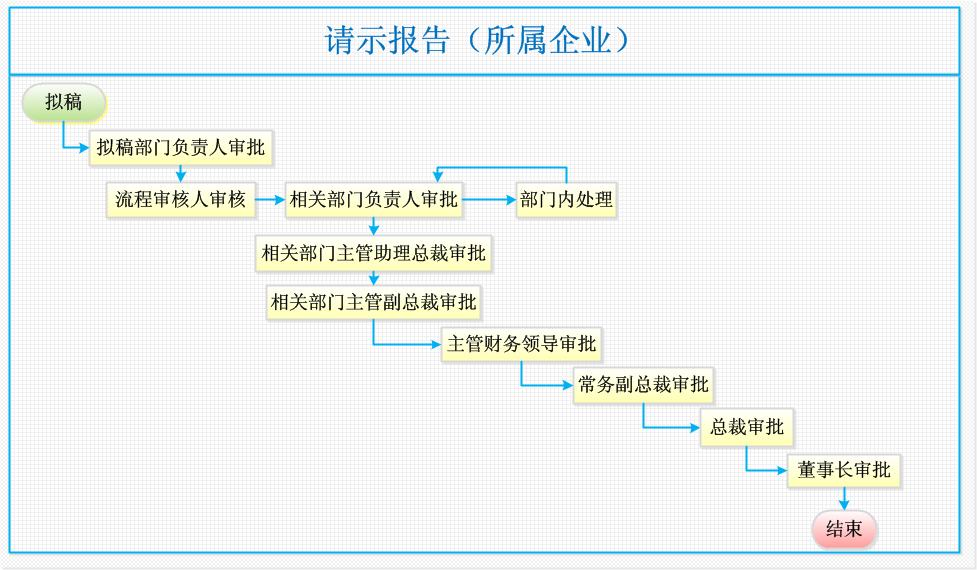 请示报告（所属企业）
拟稿
拟稿部门负责人审批
流程审核人审核
相关部门负责人审批
部门内处理
相关部门主管助理总裁审批
相关部门主管副总裁审批
主管财务领导审批
常务副总裁审批
总裁审批
董事长审批
结束